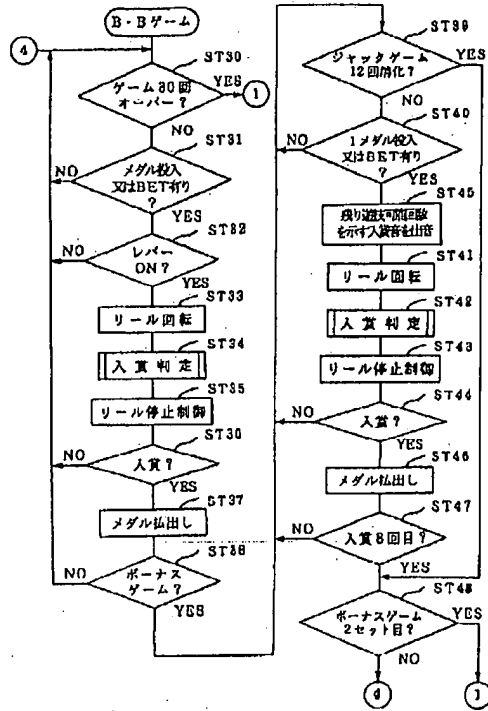 B・Bゲーム
4
ST30
ゲーム30回
オーバー?
YES
1
NO
ST31
メダル投入
又はBET有り
?
NO
YES
ST32
レバー
ON?
NO
YES
ST33
リール回転
ST34
入賞判定
ST35
リール停止制御
ST36
入賞?
NO
YES
ST37
メダル払出し
ST38
ボーナス
ゲーム?
NO
YES
ST39
ジャックゲーム
12回消化?
YES
NO
ST40
1メダル投入
又はBET有り
?
NO
YES
ST45
残り遊技可能回数
を示す入賞音を出音
ST41
リール回転
ST42
入賞判定
ST43
リール停止制御
ST44
入賞?
NO
YES
ST46
メダル払出し
ST47
入賞8回目?
NO
YES
ST48
ボーナスゲーム
2セット目?
YES
NO
1